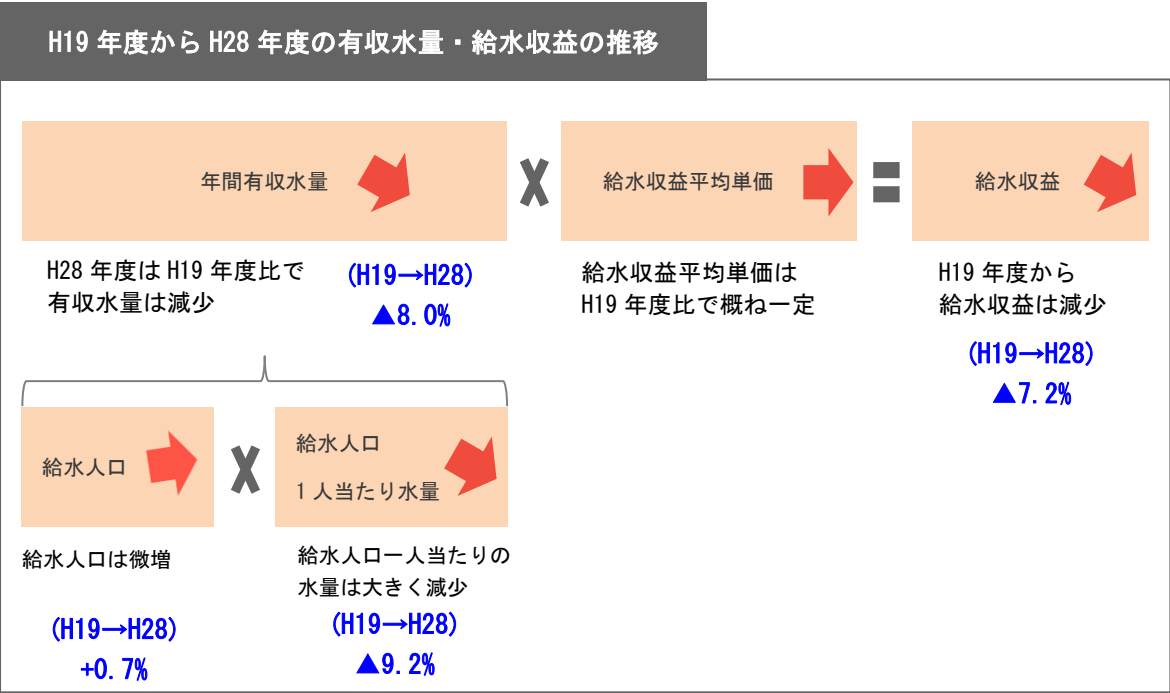 H19 年度から H28 年度の有収水量・給水収益の推移
年間有収水量
×
給水収益平均単価
=
給水収益
H28 年度は H19 年度比で
有収水量は減少
(H19→H28)
▲8.0%
給水収益平均単価は
H19 年度比で概ね一定
H19 年度から
給水収益は減少
(H19→H28)
▲7.2%
給水人口
×
給水人口
1 人当たり水量
給水人口は微増
(H19→H28)
+0.7%
給水人口一人当たりの
水量は大きく減少
(H19→H28)
▲9.2%